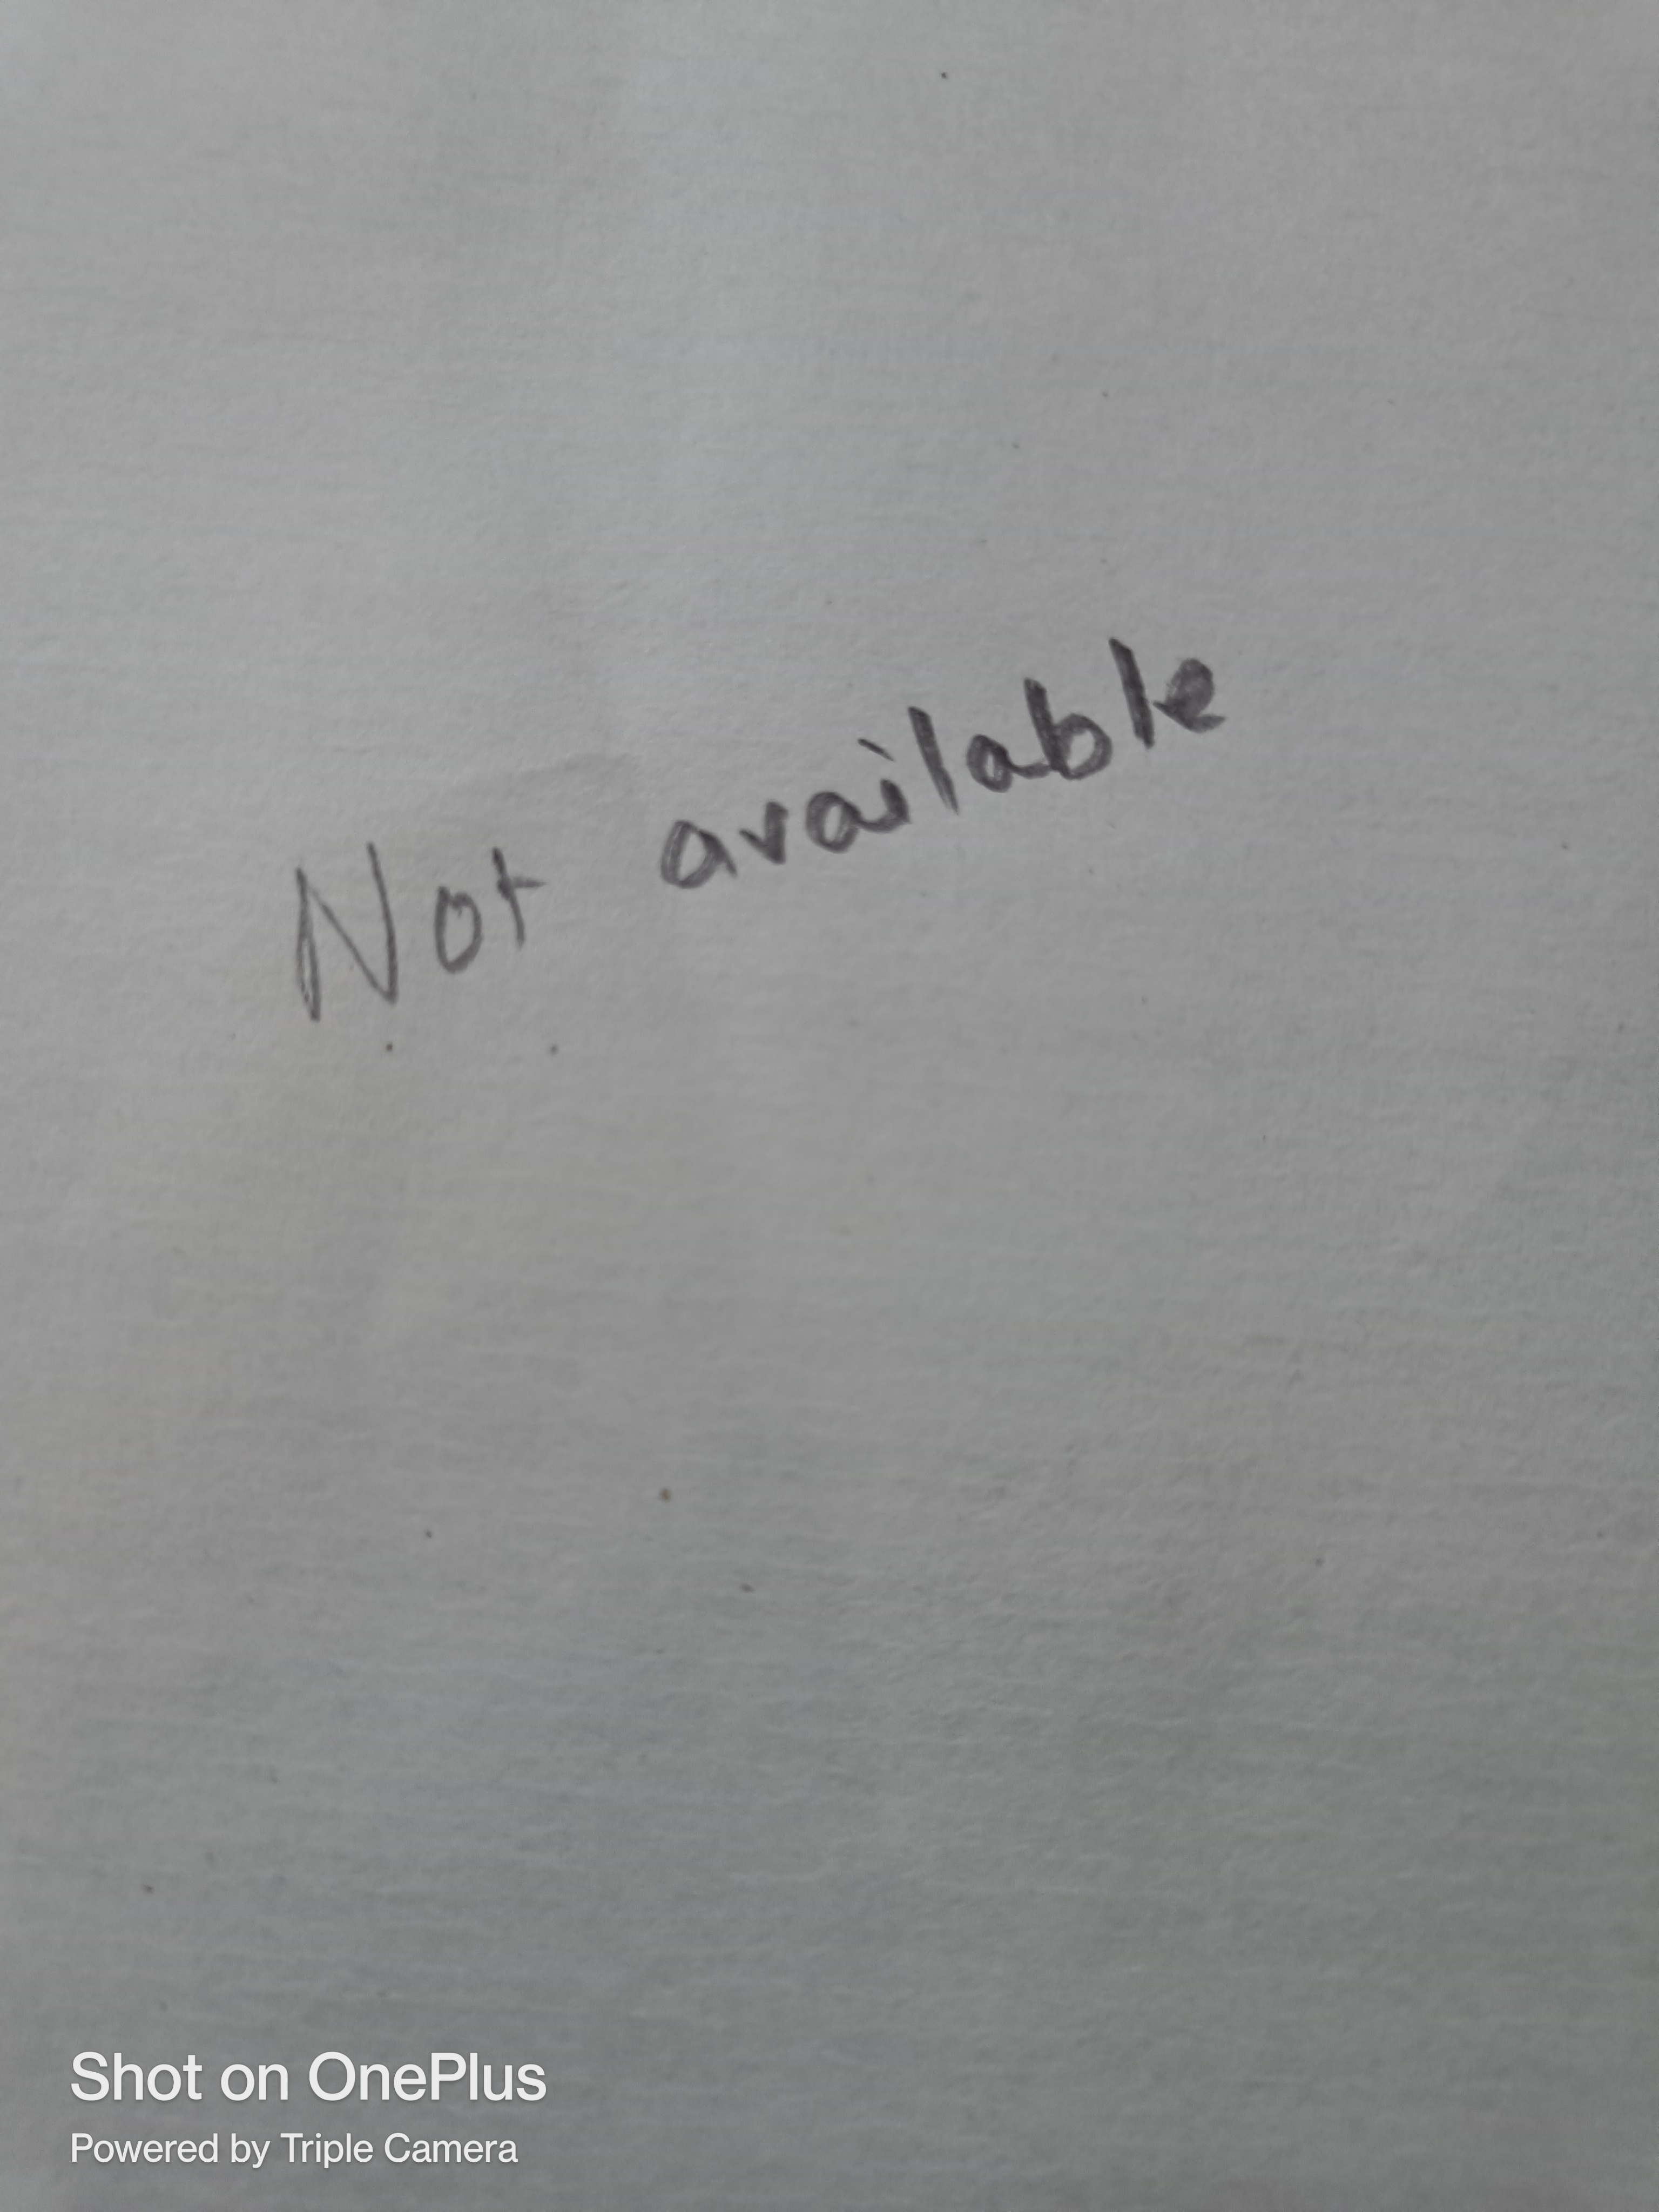 Not available
Shot on OnePlus
Powered by Triple Camera